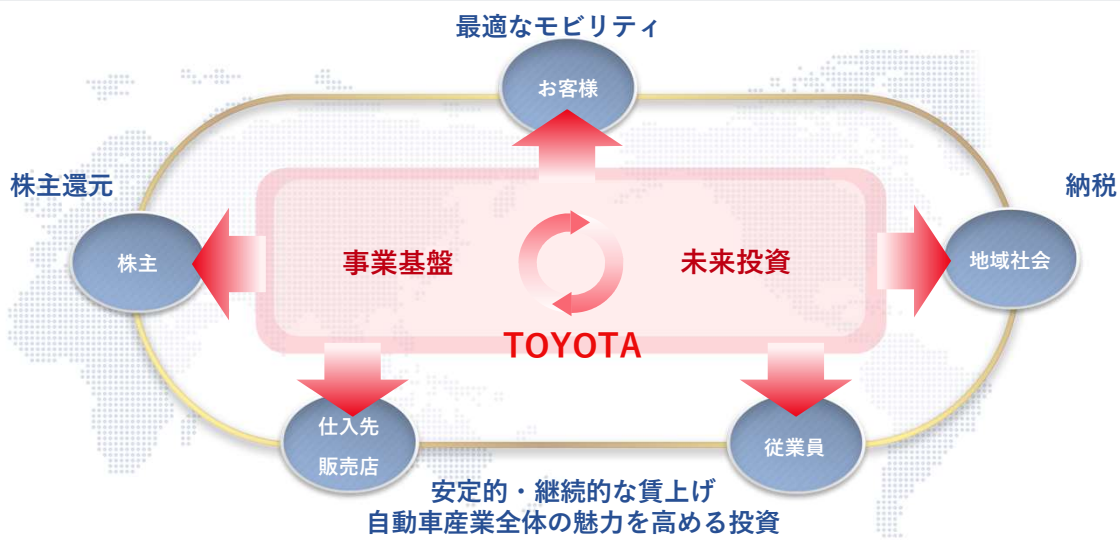 最適なモビリティ
お客様
株主還元
納税
株主
事業基盤
未来投資
地域社会
TOYOTA
仕入先
販売店
従業員
安定的・継続的な賃上げ
自動車産業全体の魅力を高める投資